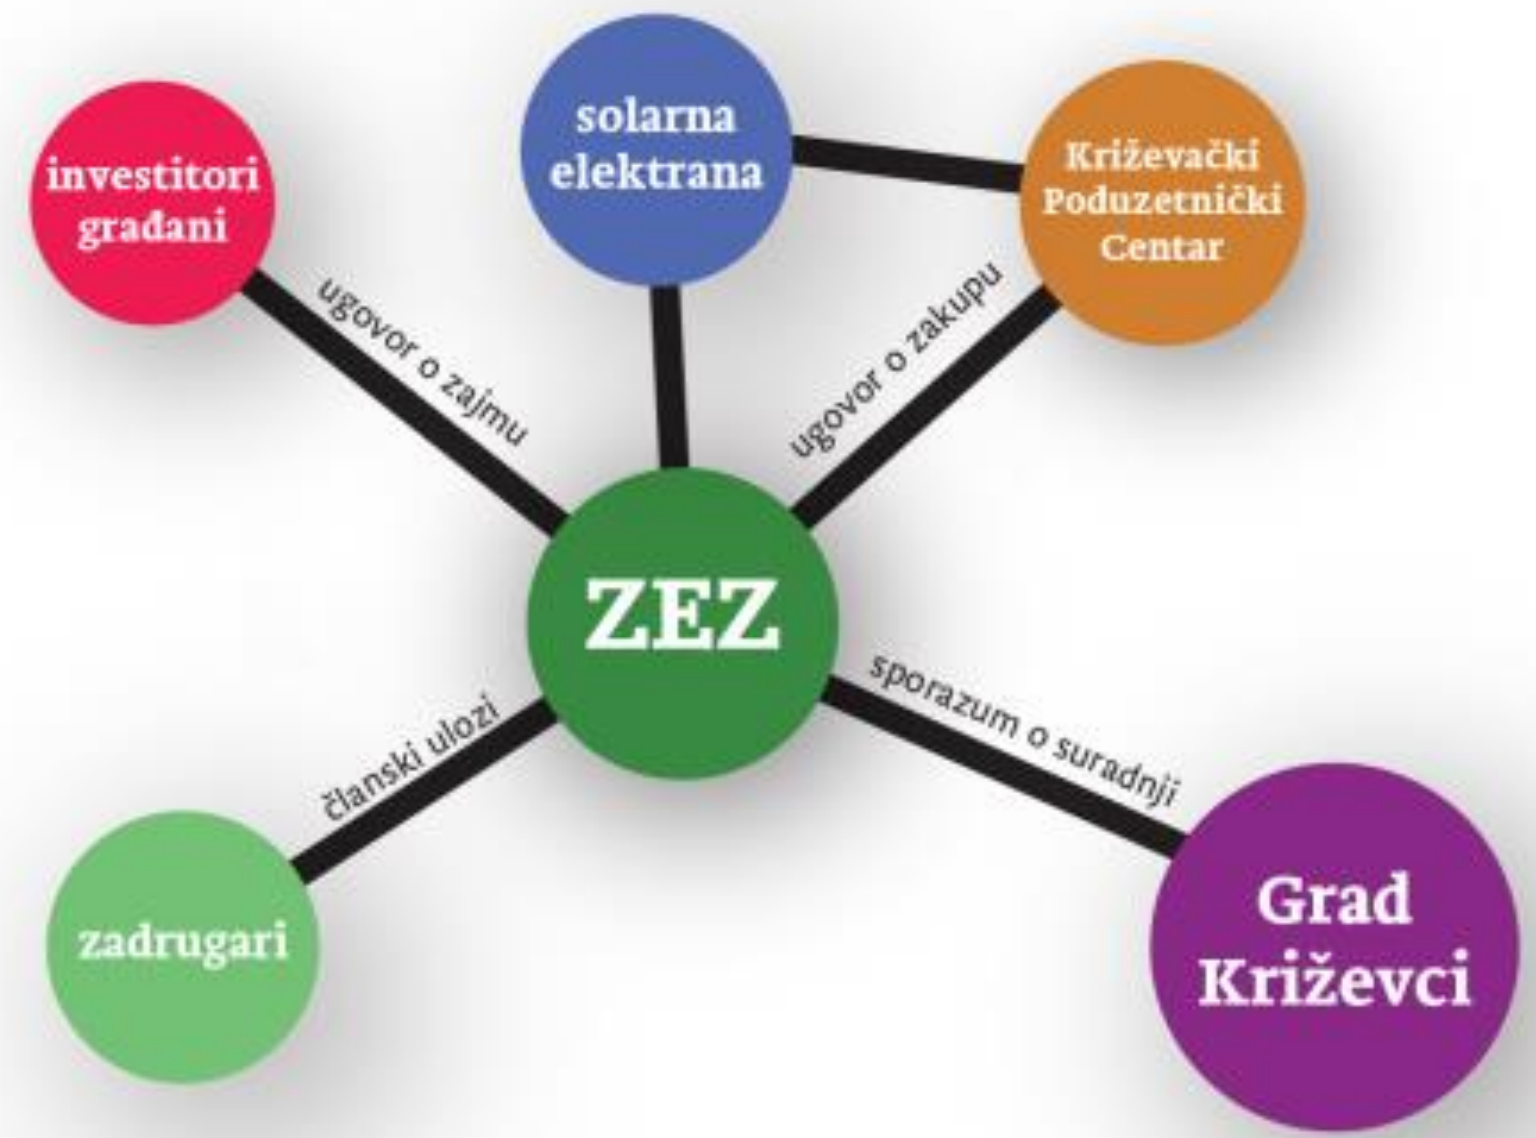 investitori
građani
solarna
elektrana
Križevački
Poduzetnički
Centar
ugovor o zajmu
ugovor o zakupu
ZEZ
članski ulozi
sporazum o suradnji
zadrugari
Grad
Križevci